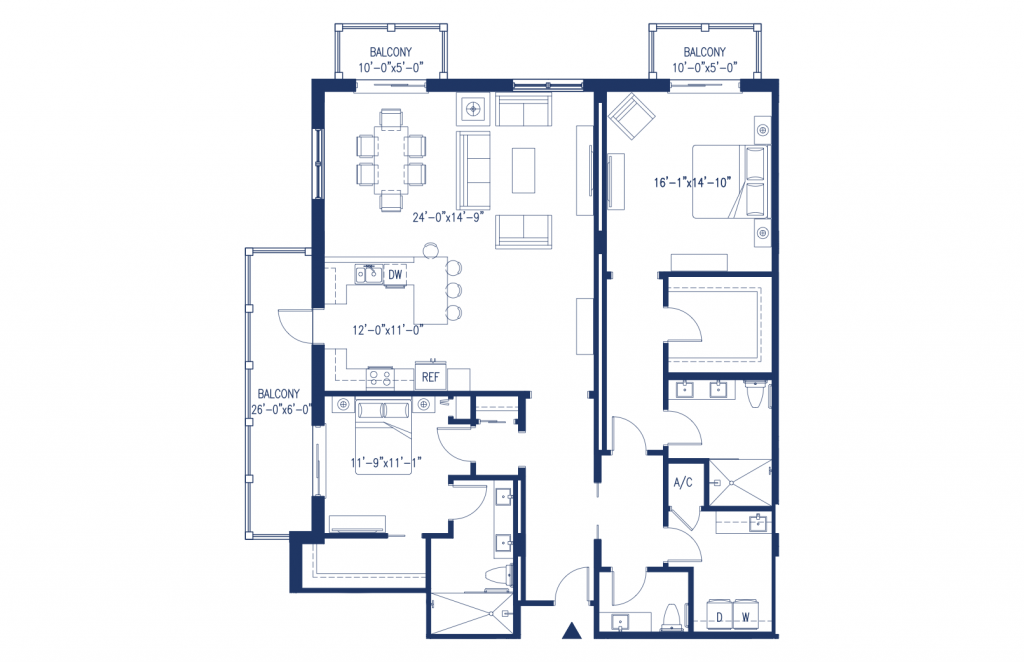 BALCONY
10'-0"x5'-0"
BALCONY
10'-0"x5'-0"
16'-1"x14'-10"
24'-0"x14'-9"
DW
12'-0"x11'-0"
REF
BALCONY
26'-0"x6'-0"
11'-9"x11'-1"
A/C
D
W